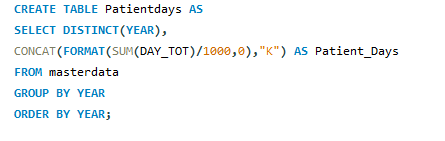 CREATE TABLE Patientdays AS
SELECT DISTINCT(YEAR),
CONCAT(FORMAT(SUM(DAY_TOT)/1000,0),"K") AS Patient_Days
FROM masterdata
GROUP BY YEAR
ORDER BY YEAR;